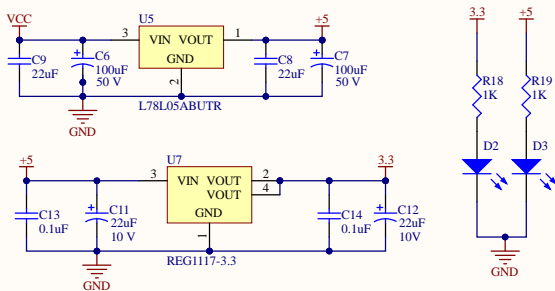 VCC
U5
+5
3
VIN VOUT
1
GND
2
C9
22uF
C6
100uF
50 V
C8
22uF
C7
100uF
50 V
L78L05ABUTR
GND
+5
U7
3.3
3
VIN VOUT
2
VOUT
4
GND
1
C13
0.1uF
C11
22uF
10 V
C14
0.1uF
C12
22uF
10V
REG1117-3.3
GND
3.3
+5
R18
1K
R19
1K
D2
D3
GND